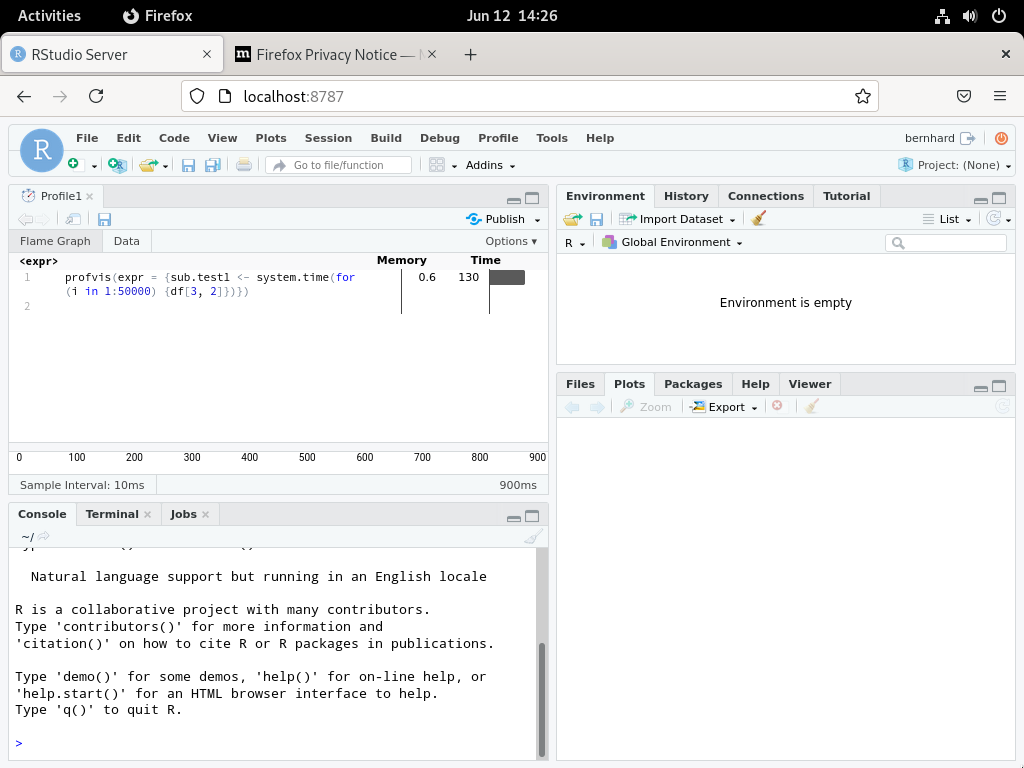 Activities Firefox Jun 12 14:26
RStudio Server Firefox Privacy Notice —
localhost:8787
R File Edit Code View Plots Session Build Debug Profile Tools Help bernhard
Go to file/function Addins Project: (None)
Profile1
Publish
Flame Graph Data Options ▾
<expr> Memory Time
1 profvis(expr = {sub.test1 <- system.time(for 0.6 130
(i in 1:50000) {df[3, 2]})})
2
0 100 200 300 400 500 600 700 800 900
Sample Interval: 10ms 900ms
Environment History Connections Tutorial
Import Dataset List
R Global Environment
Environment is empty
Files Plots Packages Help Viewer
Zoom Export
Console Terminal Jobs
~/
Natural language support but running in an English locale
R is a collaborative project with many contributors.
Type 'contributors()' for more information and
'citation()' on how to cite R or R packages in publications.
Type 'demo()' for some demos, 'help()' for on-line help, or
'help.start()' for an HTML browser interface to help.
Type 'q()' to quit R.
>